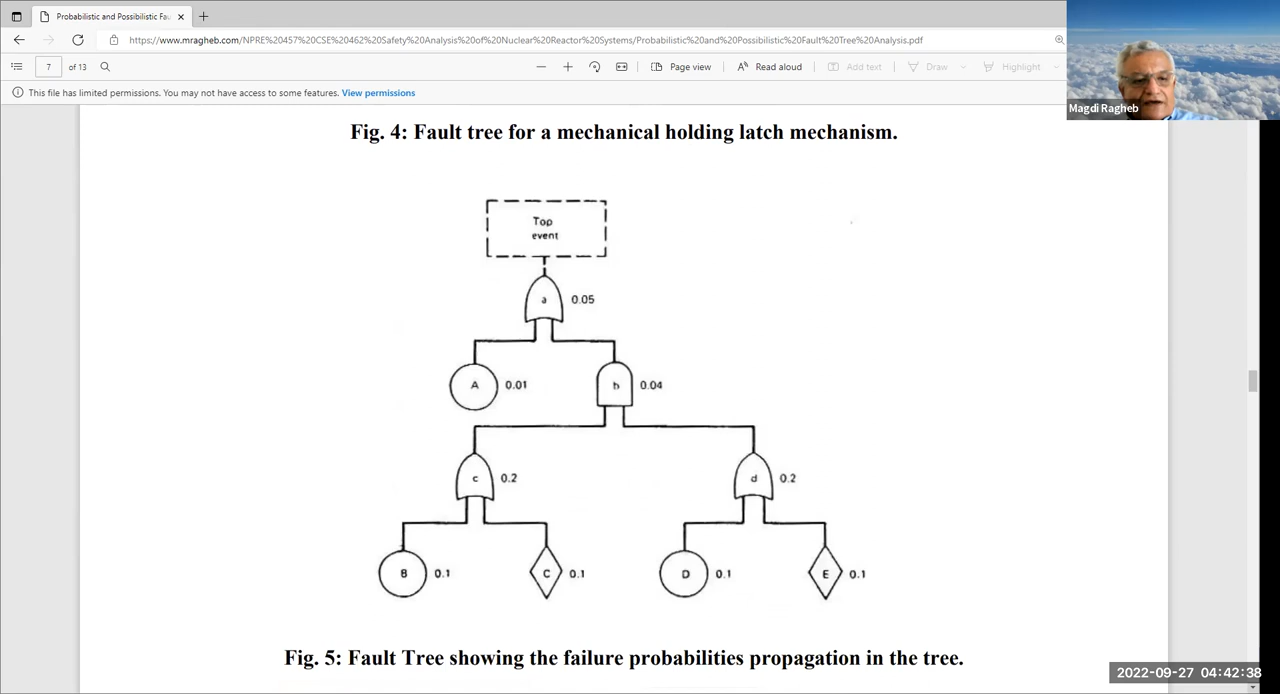 Probabilistic and Possibilistic Fau
https://www.mragheb.com/NPRE%20457%20CSE%20462%20Safety%20Analysis%20of%20Nuclear%20Reactor%20Systems/Probabilistic%20and%20Possibilistic%20Fault%20Tree%20Analysis.pdf
7 of 13 Page view Read aloud Add text Draw Highlight
This file has limited permissions. You may not have access to some features. View permissions
Magdi Ragheb
Fig. 4: Fault tree for a mechanical holding latch mechanism.
Top
event
a 0.05
A 0.01 b 0.04
c 0.2 d 0.2
B 0.1 C 0.1 D 0.1 E 0.1
Fig. 5: Fault Tree showing the failure probabilities propagation in the tree.
2022-09-27 04:42:38